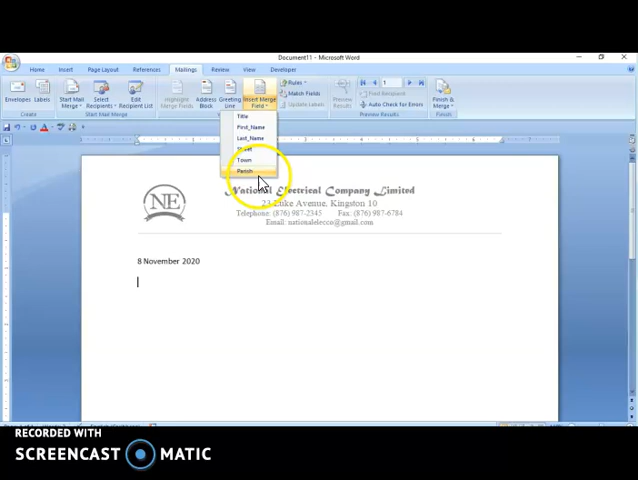 Document11 - Microsoft Word
Home Insert Page Layout References Mailings Review View Developer
Envelopes Labels
Start Mail Merge Select Recipients Edit Recipient List
Highlight Merge Fields Address Block Greeting Line Insert Merge Field
Rules
Match Fields
Update Labels
Preview Results
1
Find Recipient
Auto Check for Errors
Finish & Merge
Create Start Mail Merge Preview Results Finish
Title
First_Name
Last_Name
Street
Town
Parish
NE
National Electrical Company Limited
23 Luke Avenue, Kingston 10
Telephone: (876) 987-2345 Fax: (876) 987-6784
Email: nationalelecco@gmail.com
8 November 2020
RECORDED WITH
SCREENCAST MATIC